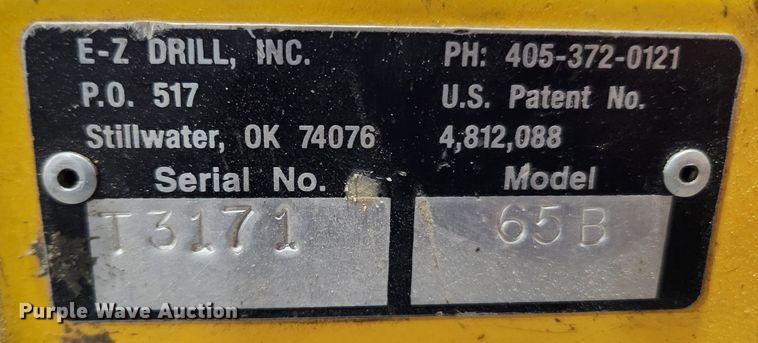 E-Z DRILL, INC.
P.O. 517
Stillwater, OK 74076
PH: 405-372-0121
U.S. Patent No.
4,812,088
Serial No.
T3171
Model
65B
Purple Wave Auction